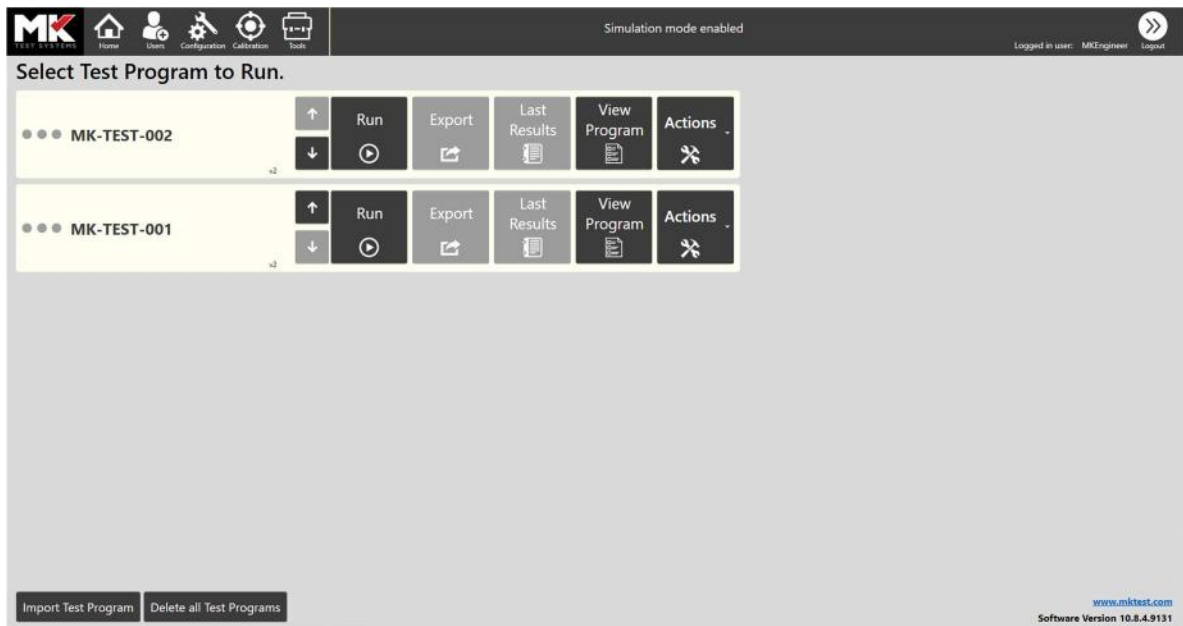 MK
TEST SYSTEMS
Home
Users
Configuration
Calibration
Tools
Simulation mode enabled
Logged in user: MKEngineer
Logout
Select Test Program to Run.
MK-TEST-002
v2
Run
Export
Last
Results
View
Program
Actions
MK-TEST-001
v2
Run
Export
Last
Results
View
Program
Actions
Import Test Program
Delete all Test Programs
www.mktest.com
Software Version 10.8.4.9131